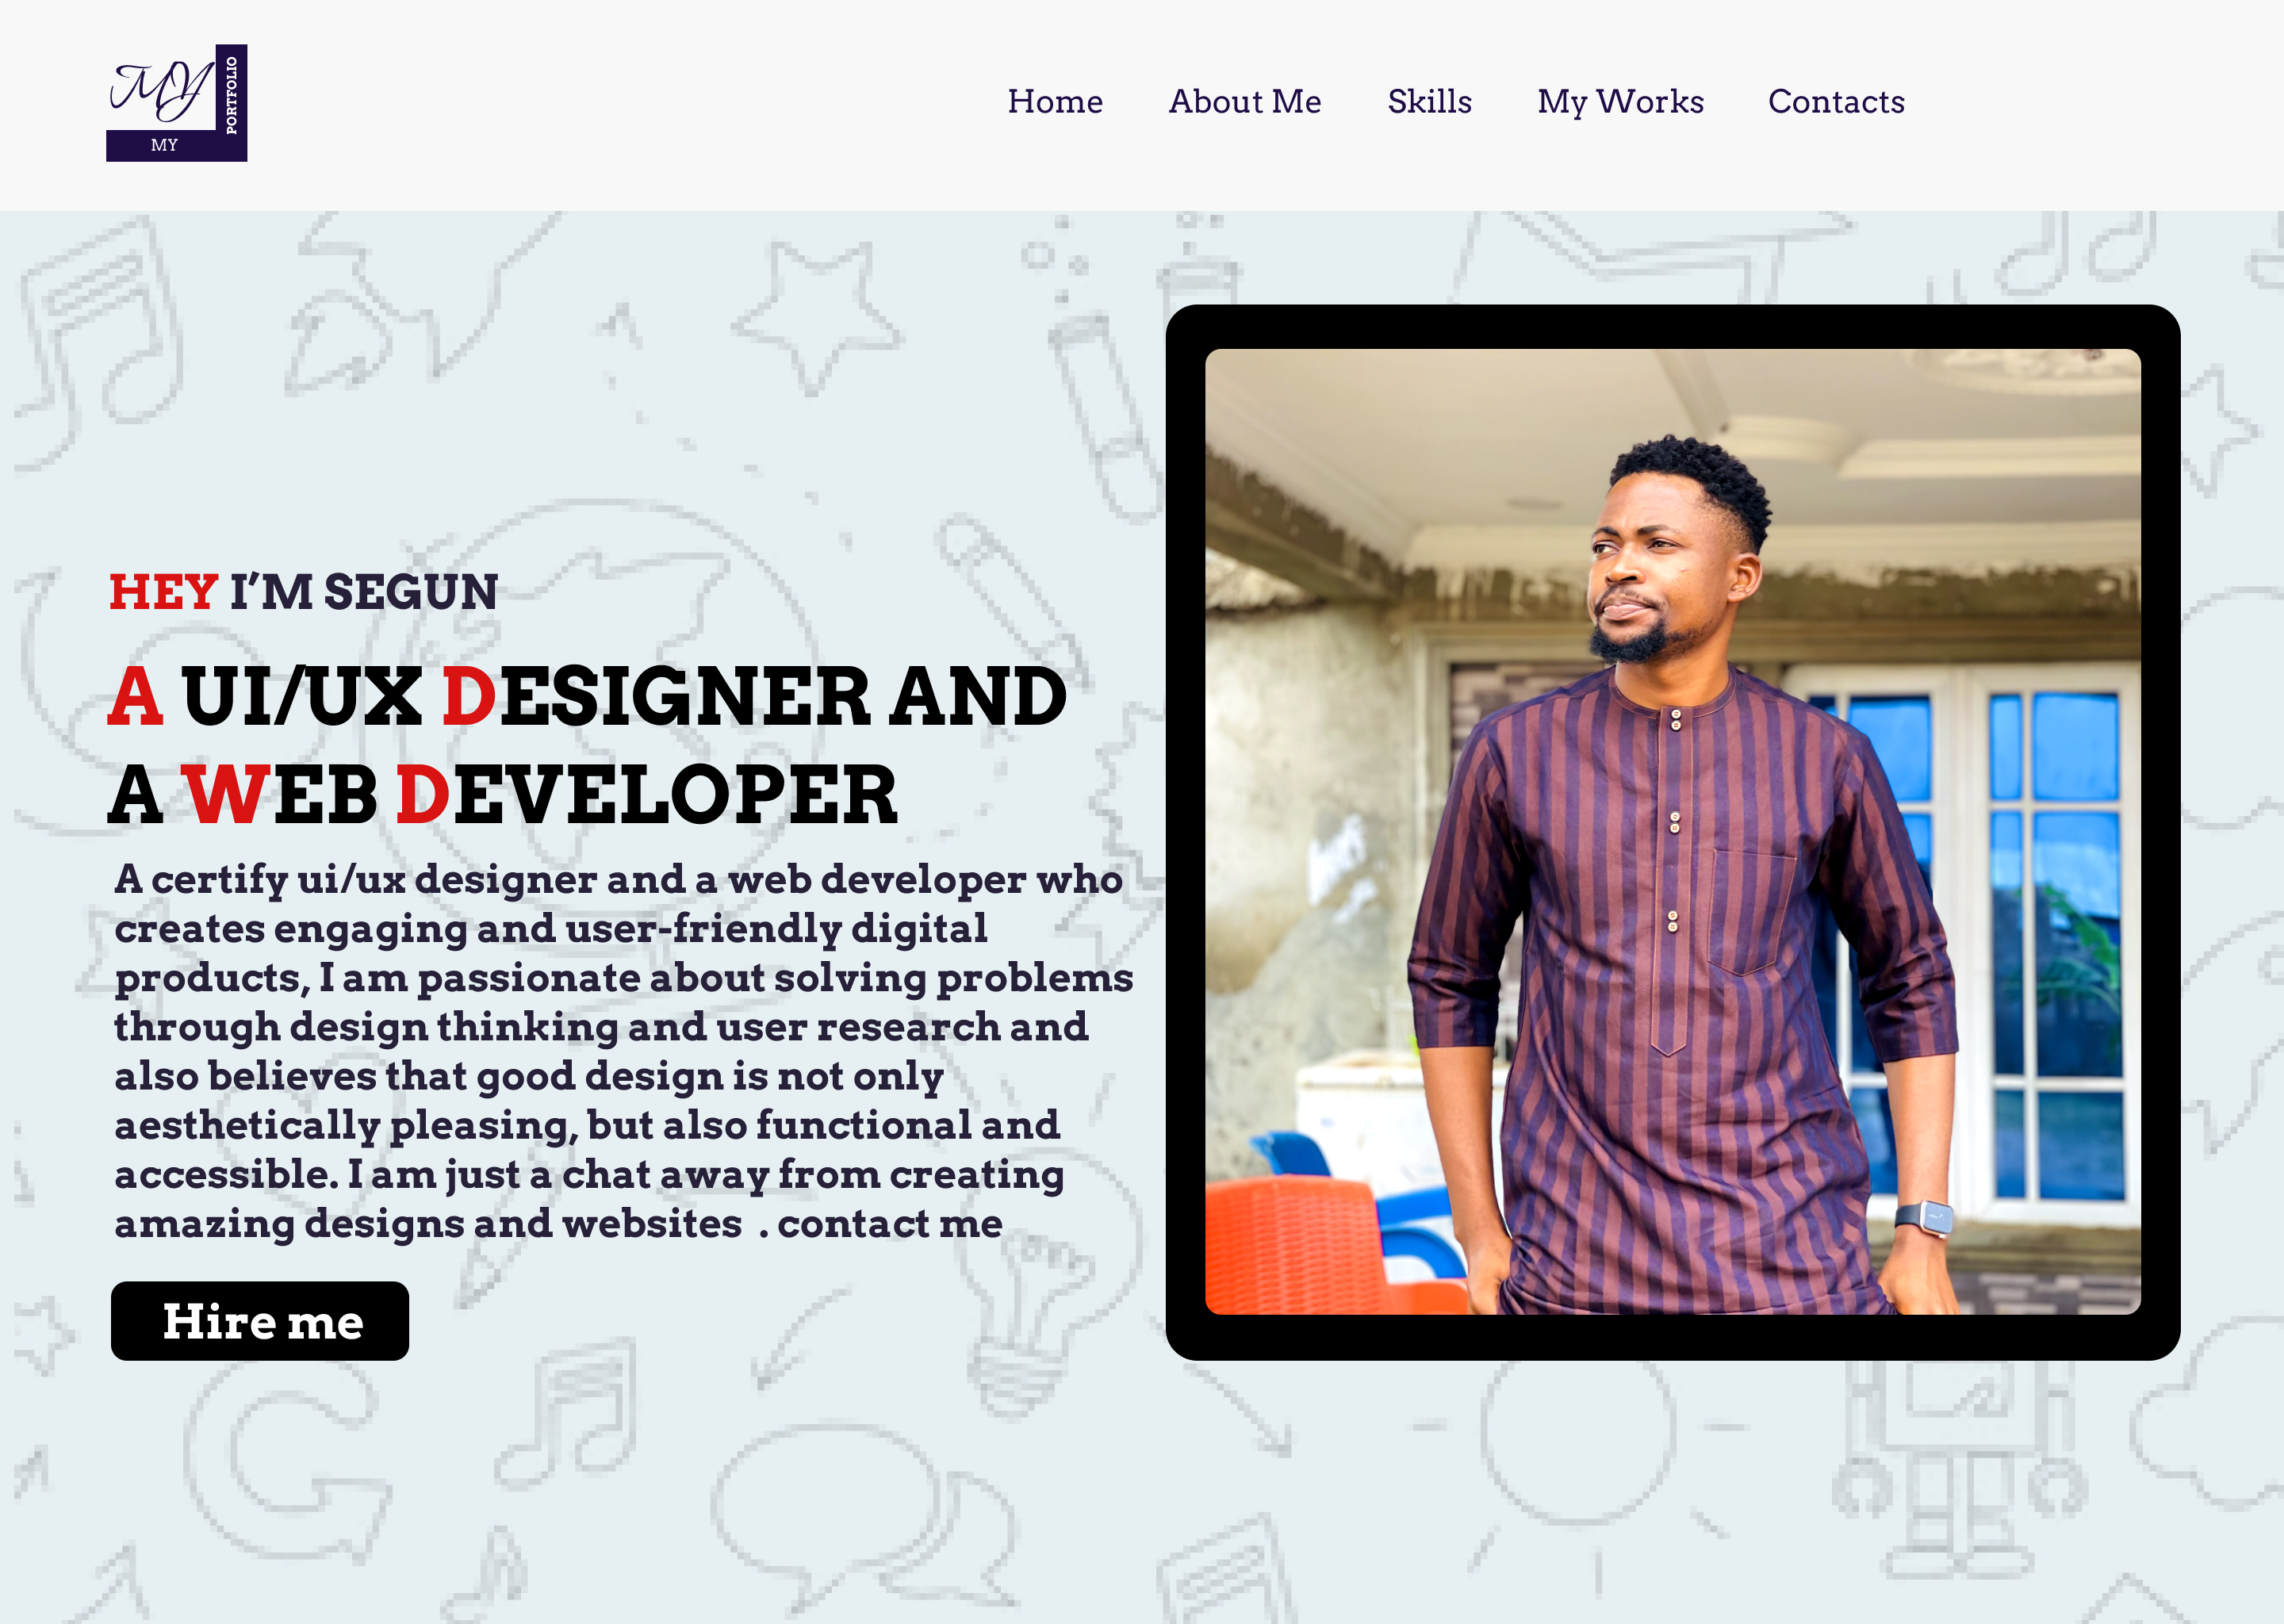 MY
PORTFOLIO
MY
Home About Me Skills My Works Contacts
HEY I’M SEGUN
A UI/UX DESIGNER AND
A WEB DEVELOPER
A certify ui/ux designer and a web developer who
creates engaging and user-friendly digital
products, I am passionate about solving problems
through design thinking and user research and
also believes that good design is not only
aesthetically pleasing, but also functional and
accessible. I am just a chat away from creating
amazing designs and websites  . contact me
Hire me